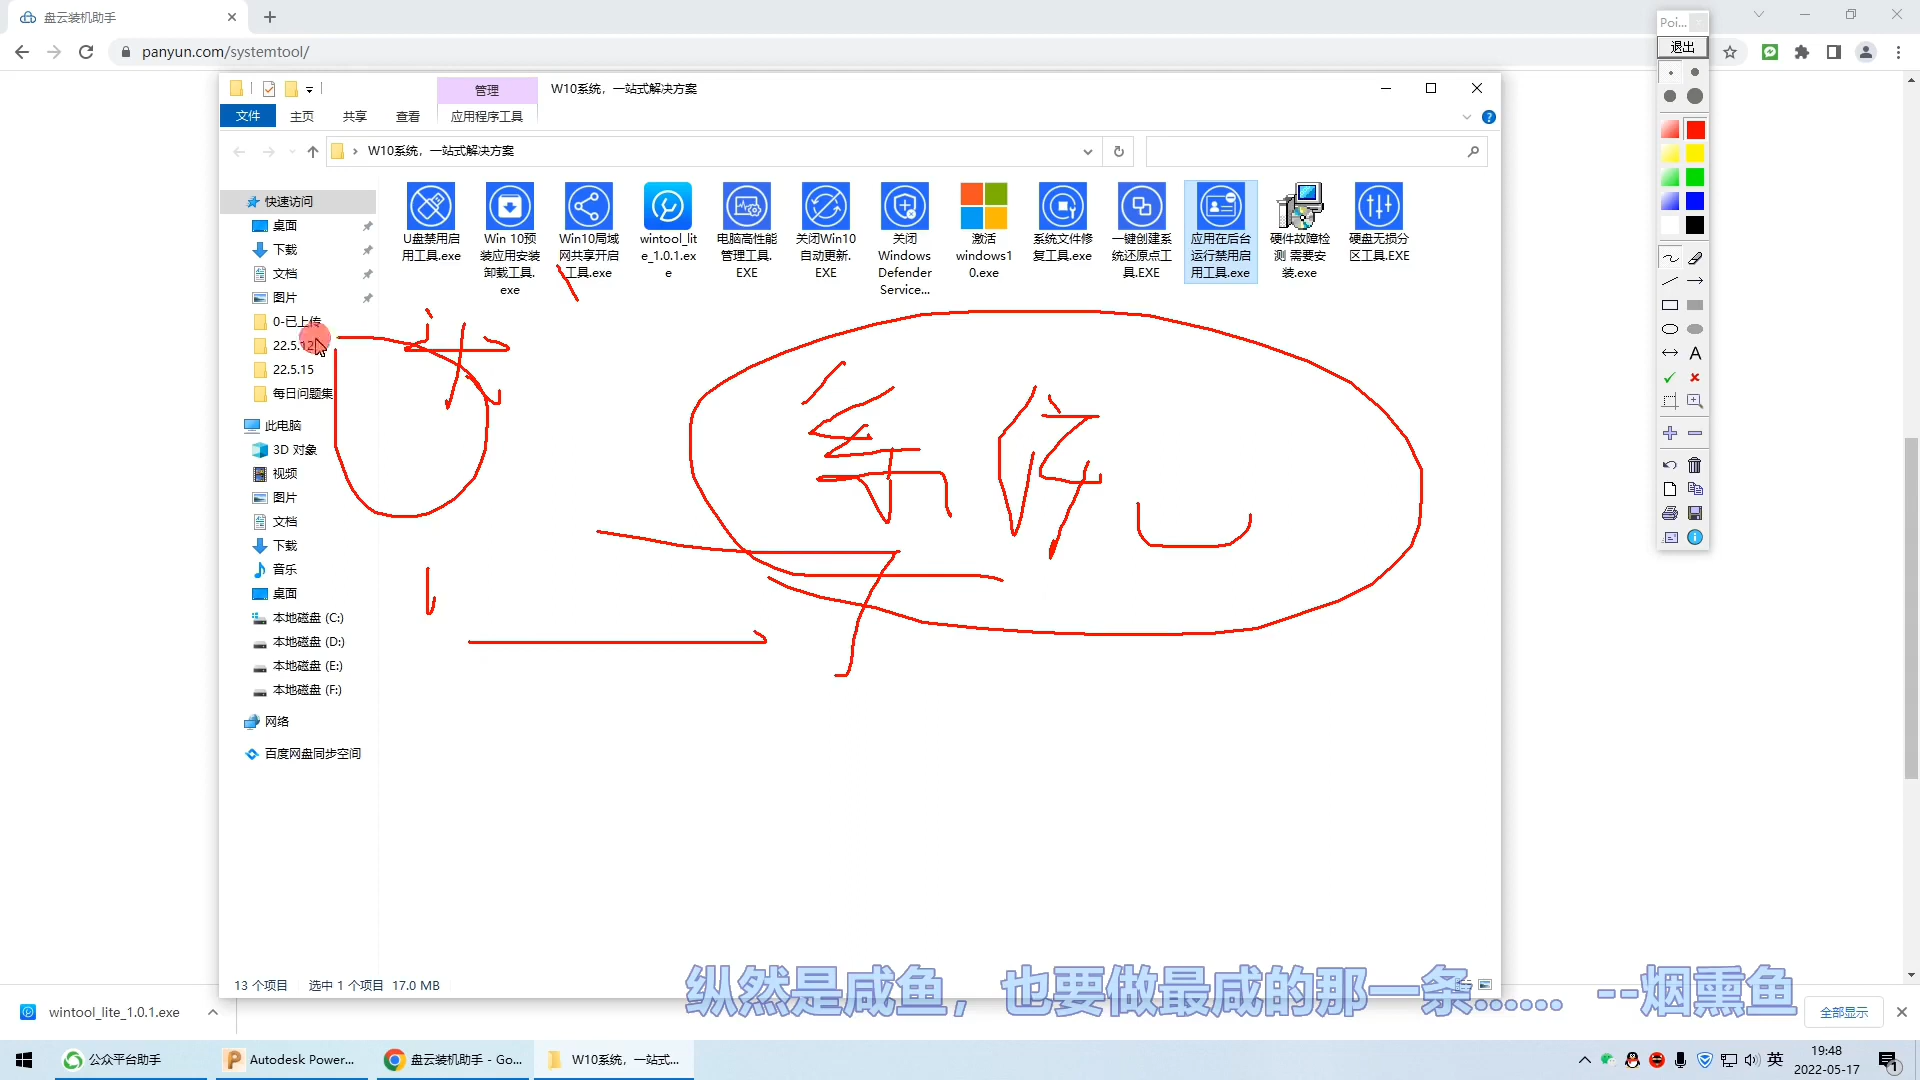 盘云装机助手
panyun.com/systemtool/
Poi...
退出
管理
W10系统，一站式解决方案
文件
主页
共享
查看
应用程序工具
W10系统，一站式解决方案
快速访问
桌面
下载
文档
图片
0-已上传
22.5.12
22.5.15
每日问题集
此电脑
3D 对象
视频
图片
文档
下载
音乐
桌面
本地磁盘 (C:)
本地磁盘 (D:)
本地磁盘 (E:)
本地磁盘 (F:)
网络
百度网盘同步空间
U盘禁用启
用工具.exe
Win 10预
装应用安装
卸载工具.
exe
Win10局域
网共享开启
工具.exe
wintool_lit
e_1.0.1.ex
e
电脑高性能
管理工具.
EXE
关闭Win10
自动更新.
EXE
关闭
Windows
Defender
Service...
激活
windows1
0.exe
系统文件修
复工具.exe
一键创建系
统还原点工
具.EXE
应用在后台
运行禁用启
用工具.exe
硬件故障检
测 需要安
装.exe
硬盘无损分
区工具.EXE
系统
13 个项目
选中 1 个项目
17.0 MB
纵然是咸鱼，也要做最咸的那一条...... --烟熏鱼
wintool_lite_1.0.1.exe
全部显示
公众平台助手
Autodesk Power...
盘云装机助手 - Go...
W10系统，一站式...
英
19:48
2022-05-17
1